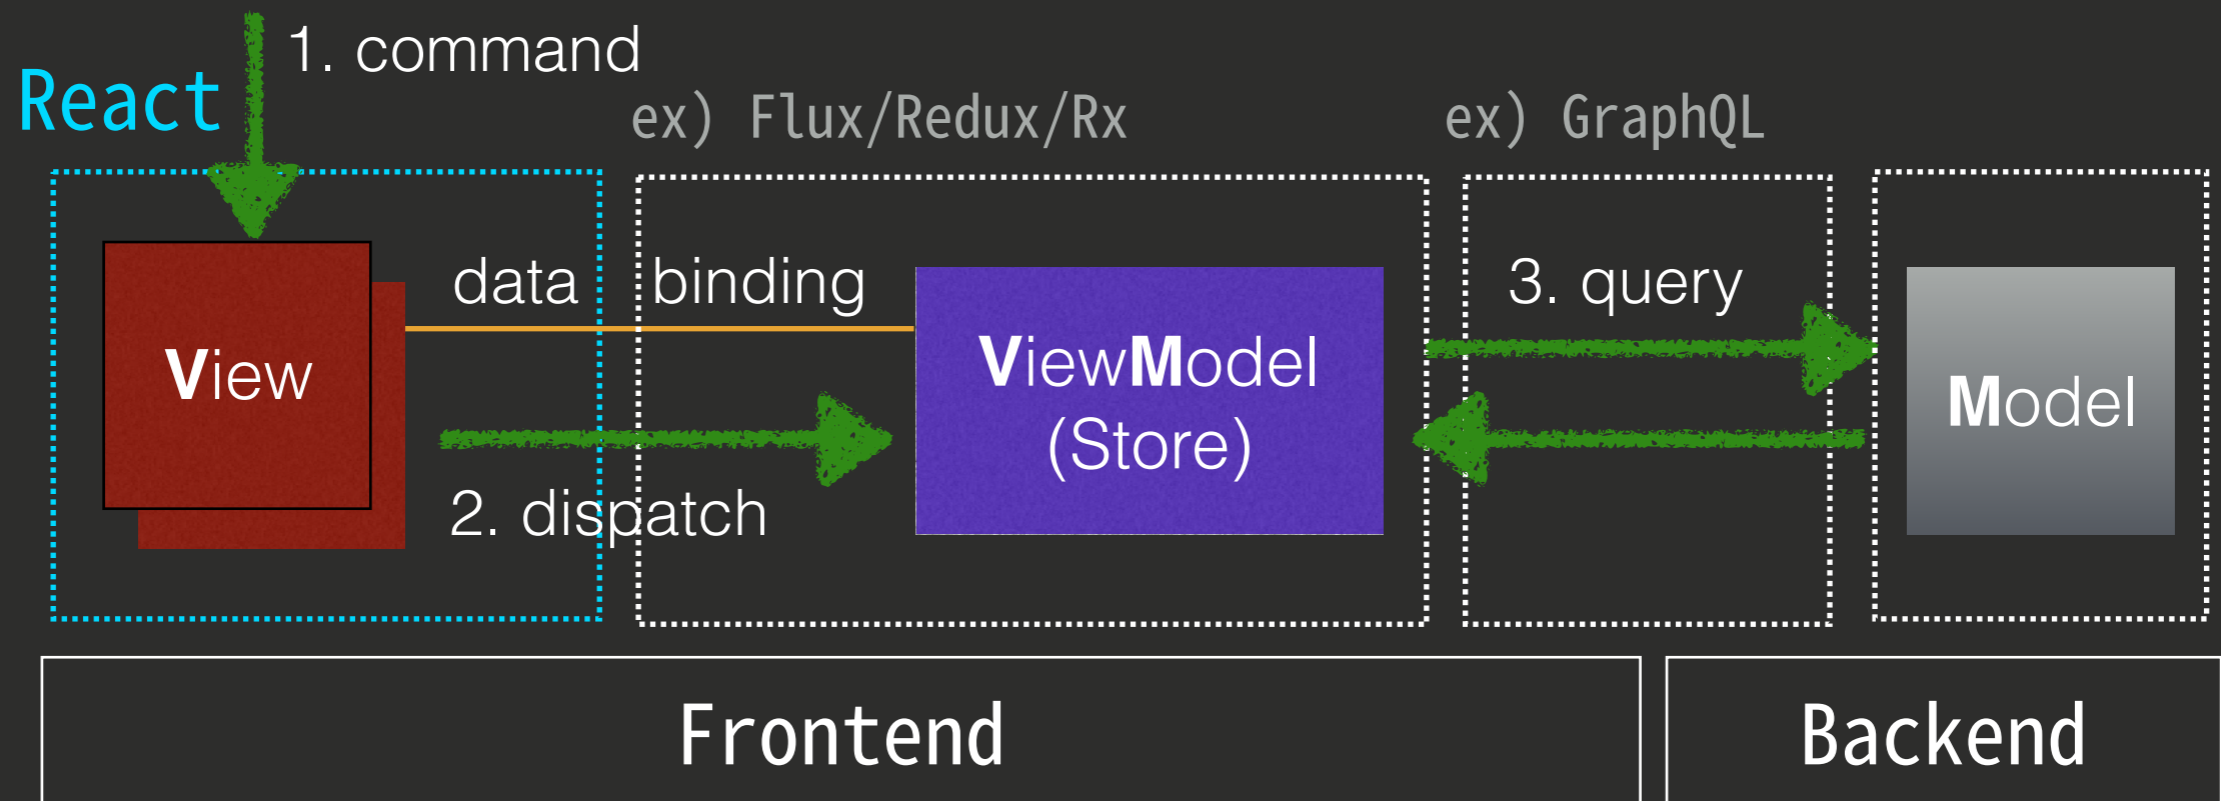 1. command
React
ex) Flux/Redux/Rx
ex) GraphQL
data binding
3. query
View
ViewModel
(Store)
Model
2. dispatch
Frontend
Backend